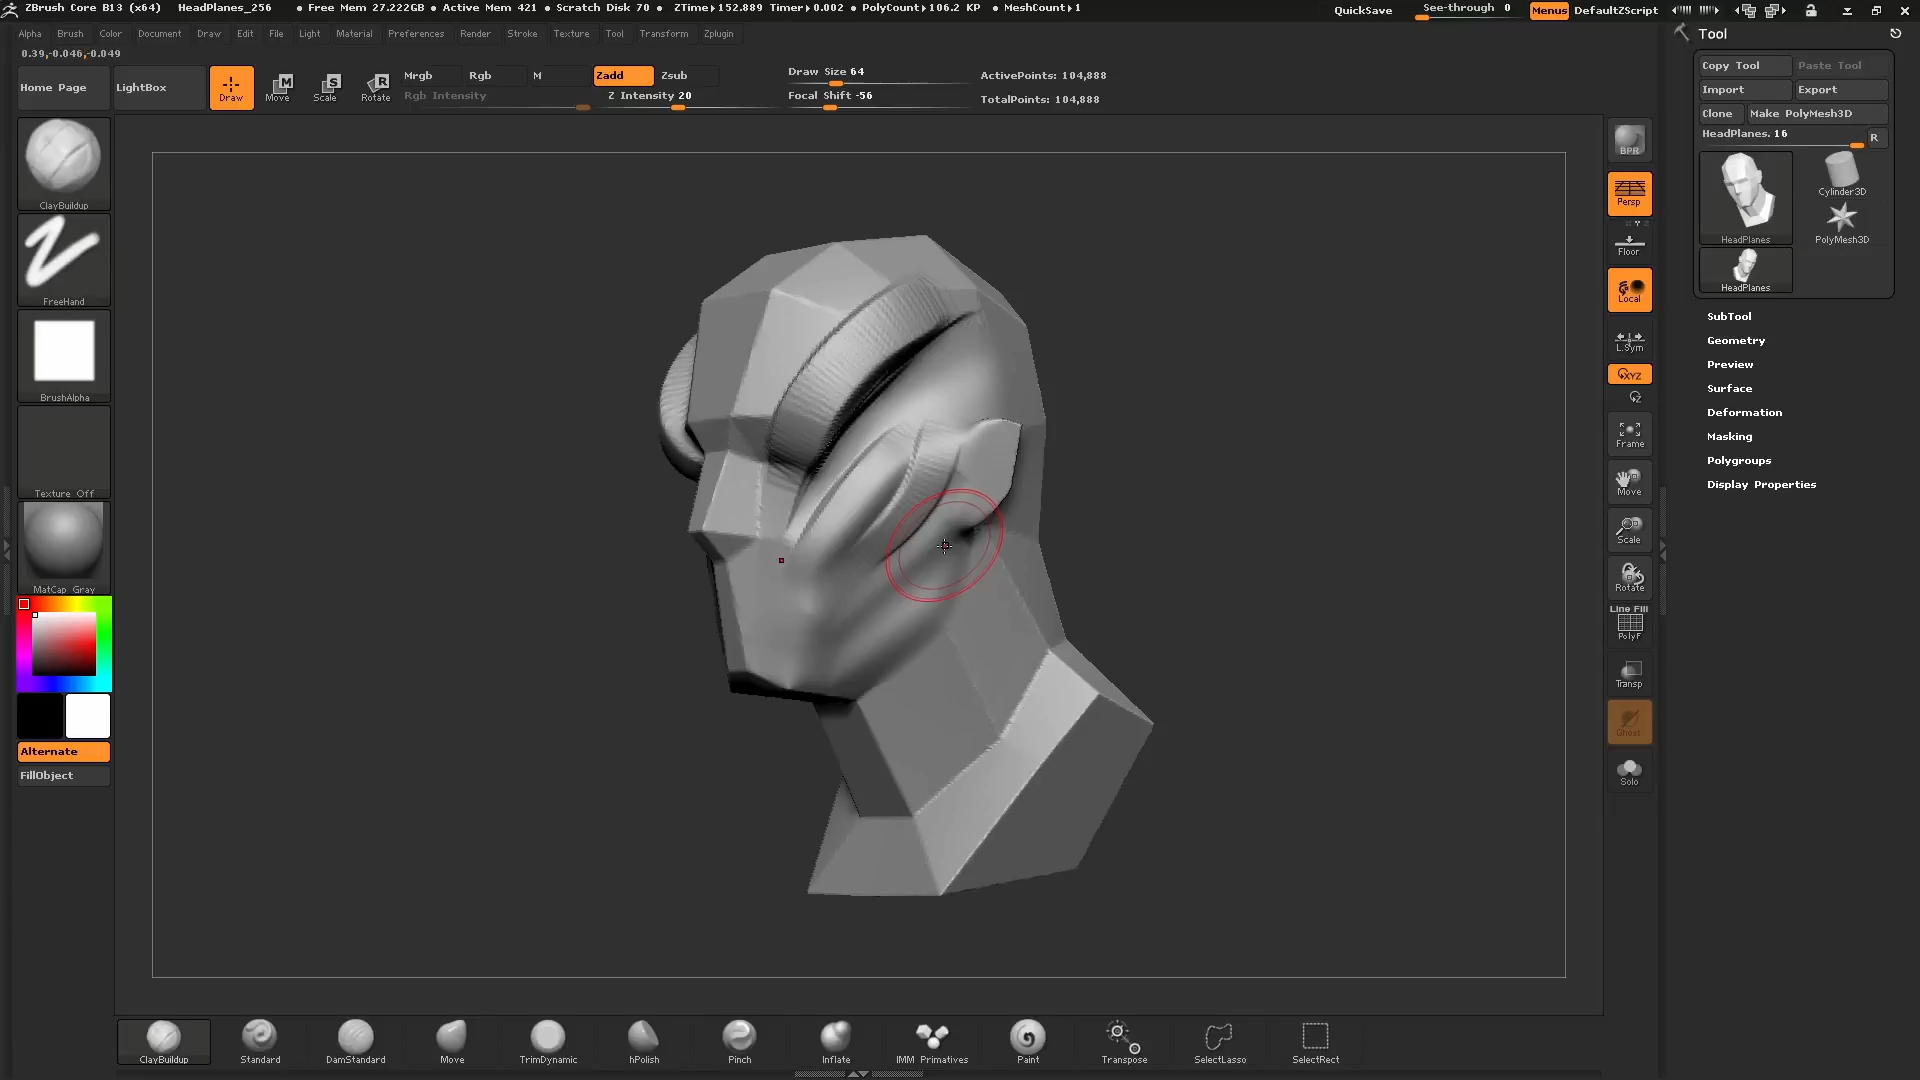 ZBrush Core B13 (x64) HeadPlanes_256 • Free Mem 27.222GB • Active Mem 421 • Scratch Disk 70 • ZTime▸152.889 Timer▸0.002 • PolyCount▸106.2 KP • MeshCount▸1 QuickSave See-through 0 Menus DefaultZScript
Alpha Brush Color Document Draw Edit File Light Material Preferences Render Stroke Texture Tool Transform Zplugin
Tool
0.39,-0.046,-0.049
Home Page
LightBox
Draw
Move
Scale
Rotate
Mrgb Rgb M Zadd Zsub
Rgb Intensity Z Intensity 20
Draw Size 64
Focal Shift -56
ActivePoints: 104,888
TotalPoints: 104,888
Copy Tool Paste Tool
Import Export
Clone Make PolyMesh3D
HeadPlanes. 16 R
HeadPlanes
Cylinder3D
PolyMesh3D
HeadPlanes
SubTool
Geometry
Preview
Surface
Deformation
Masking
Polygroups
Display Properties
ClayBuildup
FreeHand
BrushAlpha
Texture Off
MatCap Gray
Alternate
FillObject
BPR
Persp
Floor
Local
L.Sym
XYZ
Z
Frame
Move
Scale
Rotate
Line Fill
PolyF
Transp
Ghost
Solo
ClayBuildup Standard DamStandard Move TrimDynamic hPolish Pinch Inflate IMM Primitives Paint Transpose SelectLasso SelectRect